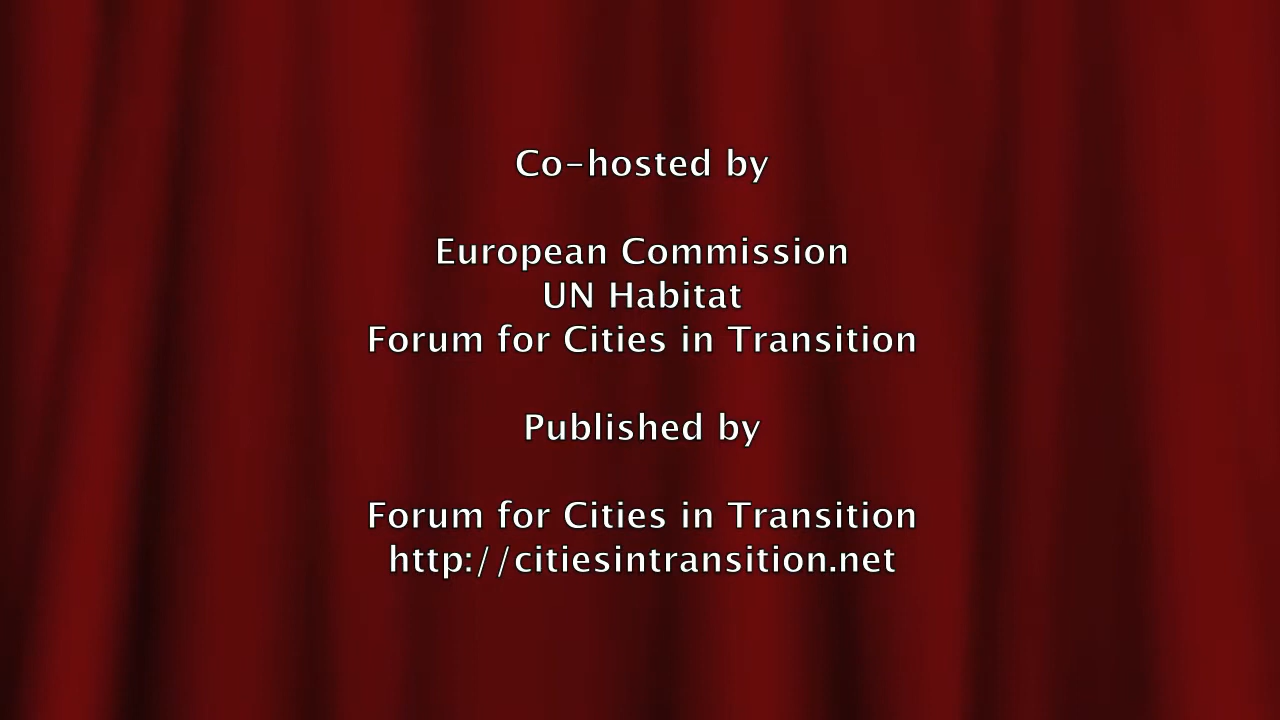 Co-hosted by
European Commission
UN Habitat
Forum for Cities in Transition
Published by
Forum for Cities in Transition
http://citiesintransition.net